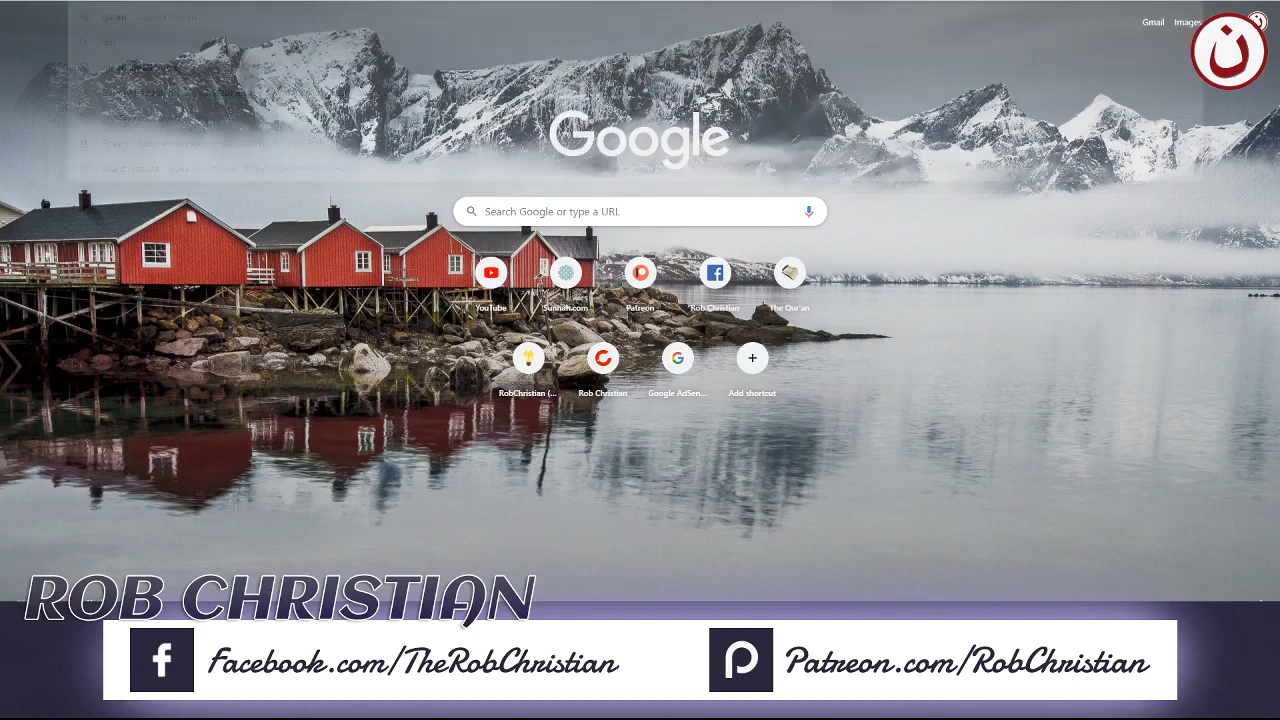 Gmail Images
ن
Google
Search Google or type a URL
YouTube
Sunnah.com
Patreon
Rob Christian
The Qur'an
RobChristian (...
Rob Christian
Google AdSen...
Add shortcut
ROB CHRISTIAN
Facebook.com/TheRobChristian
Patreon.com/RobChristian